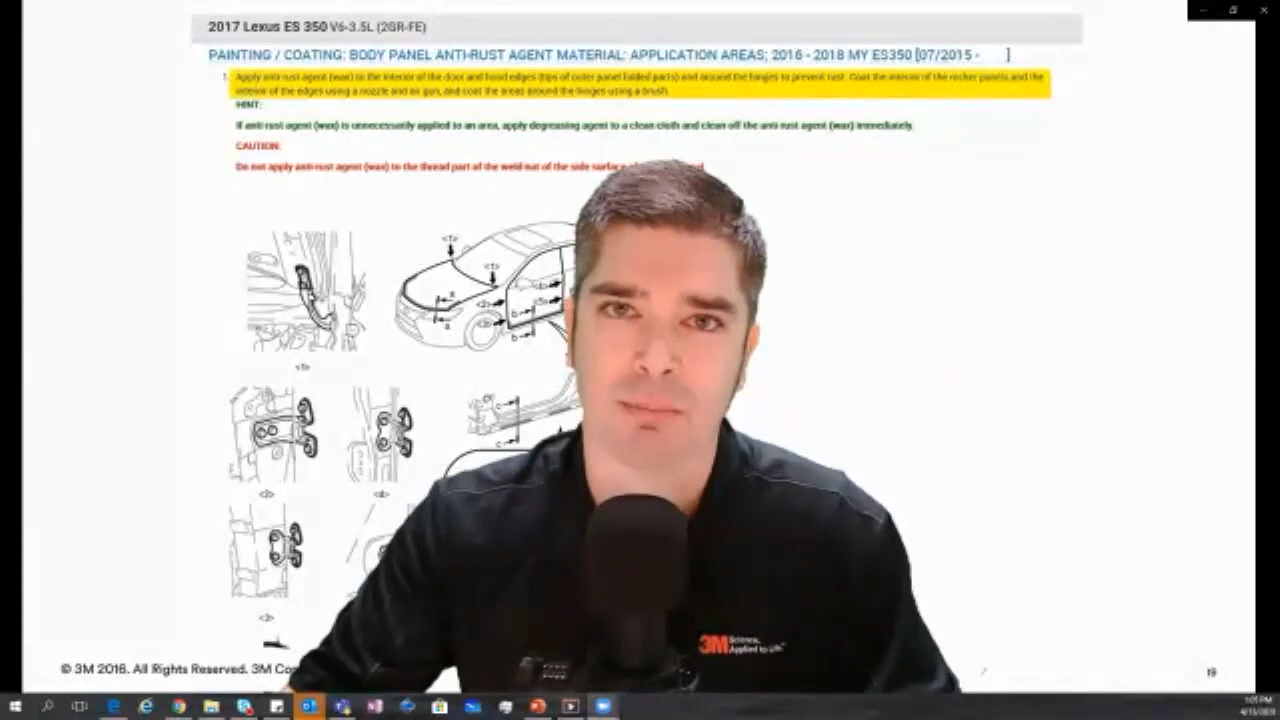 2017 Lexus ES 350 V6-3.5L (2GR-FE)
PAINTING / COATING: BODY PANEL ANTI-RUST AGENT MATERIAL: APPLICATION AREAS; 2016 - 2018 MY ES350 [07/2015 - ]
1. Apply anti-rust agent (wax) to the interior of the door and hood edges (tips of outer panel folded parts) and around the hinges to prevent rust. Coat the interior of the rocker panels and the
interior of the edges using a nozzle and air gun, and coat the areas around the hinges using a brush.
HINT:
If anti-rust agent (wax) is unnecessarily applied to an area, apply degreasing agent to a clean cloth and clean off the anti-rust agent (wax) immediately.
CAUTION:
Do not apply anti-rust agent (wax) to the thread part of the weld nut of the side surface
<1>
<1>
a
a
b
b
c
c
3M Science.
Applied to Life.™
© 3M 2016. All Rights Reserved. 3M
19
1:05 PM